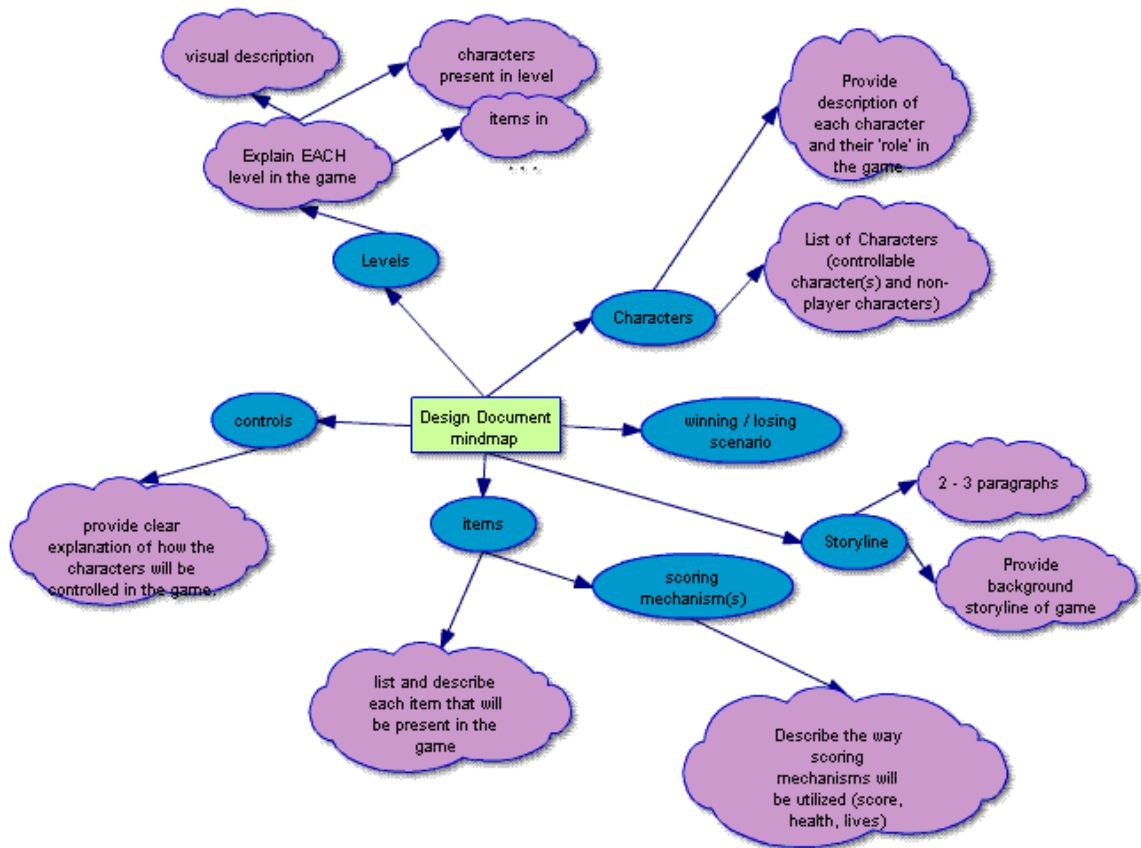 visual description
characters
present in level
items in
...
Explain EACH
level in the game
Levels
Provide
description of
each character
and their 'role' in
the game
List of Characters
(controllable
character(s) and non-
player characters)
Characters
Design Document
mindmap
controls
provide clear
explanation of how the
characters will be
controlled in the game.
winning / losing
scenario
items
list and describe
each item that will
be present in the
game
scoring
mechanism(s)
Describe the way
scoring
mechanisms will
be utilized (score,
health, lives)
Storyline
2 - 3 paragraphs
Provide
background
storyline of game